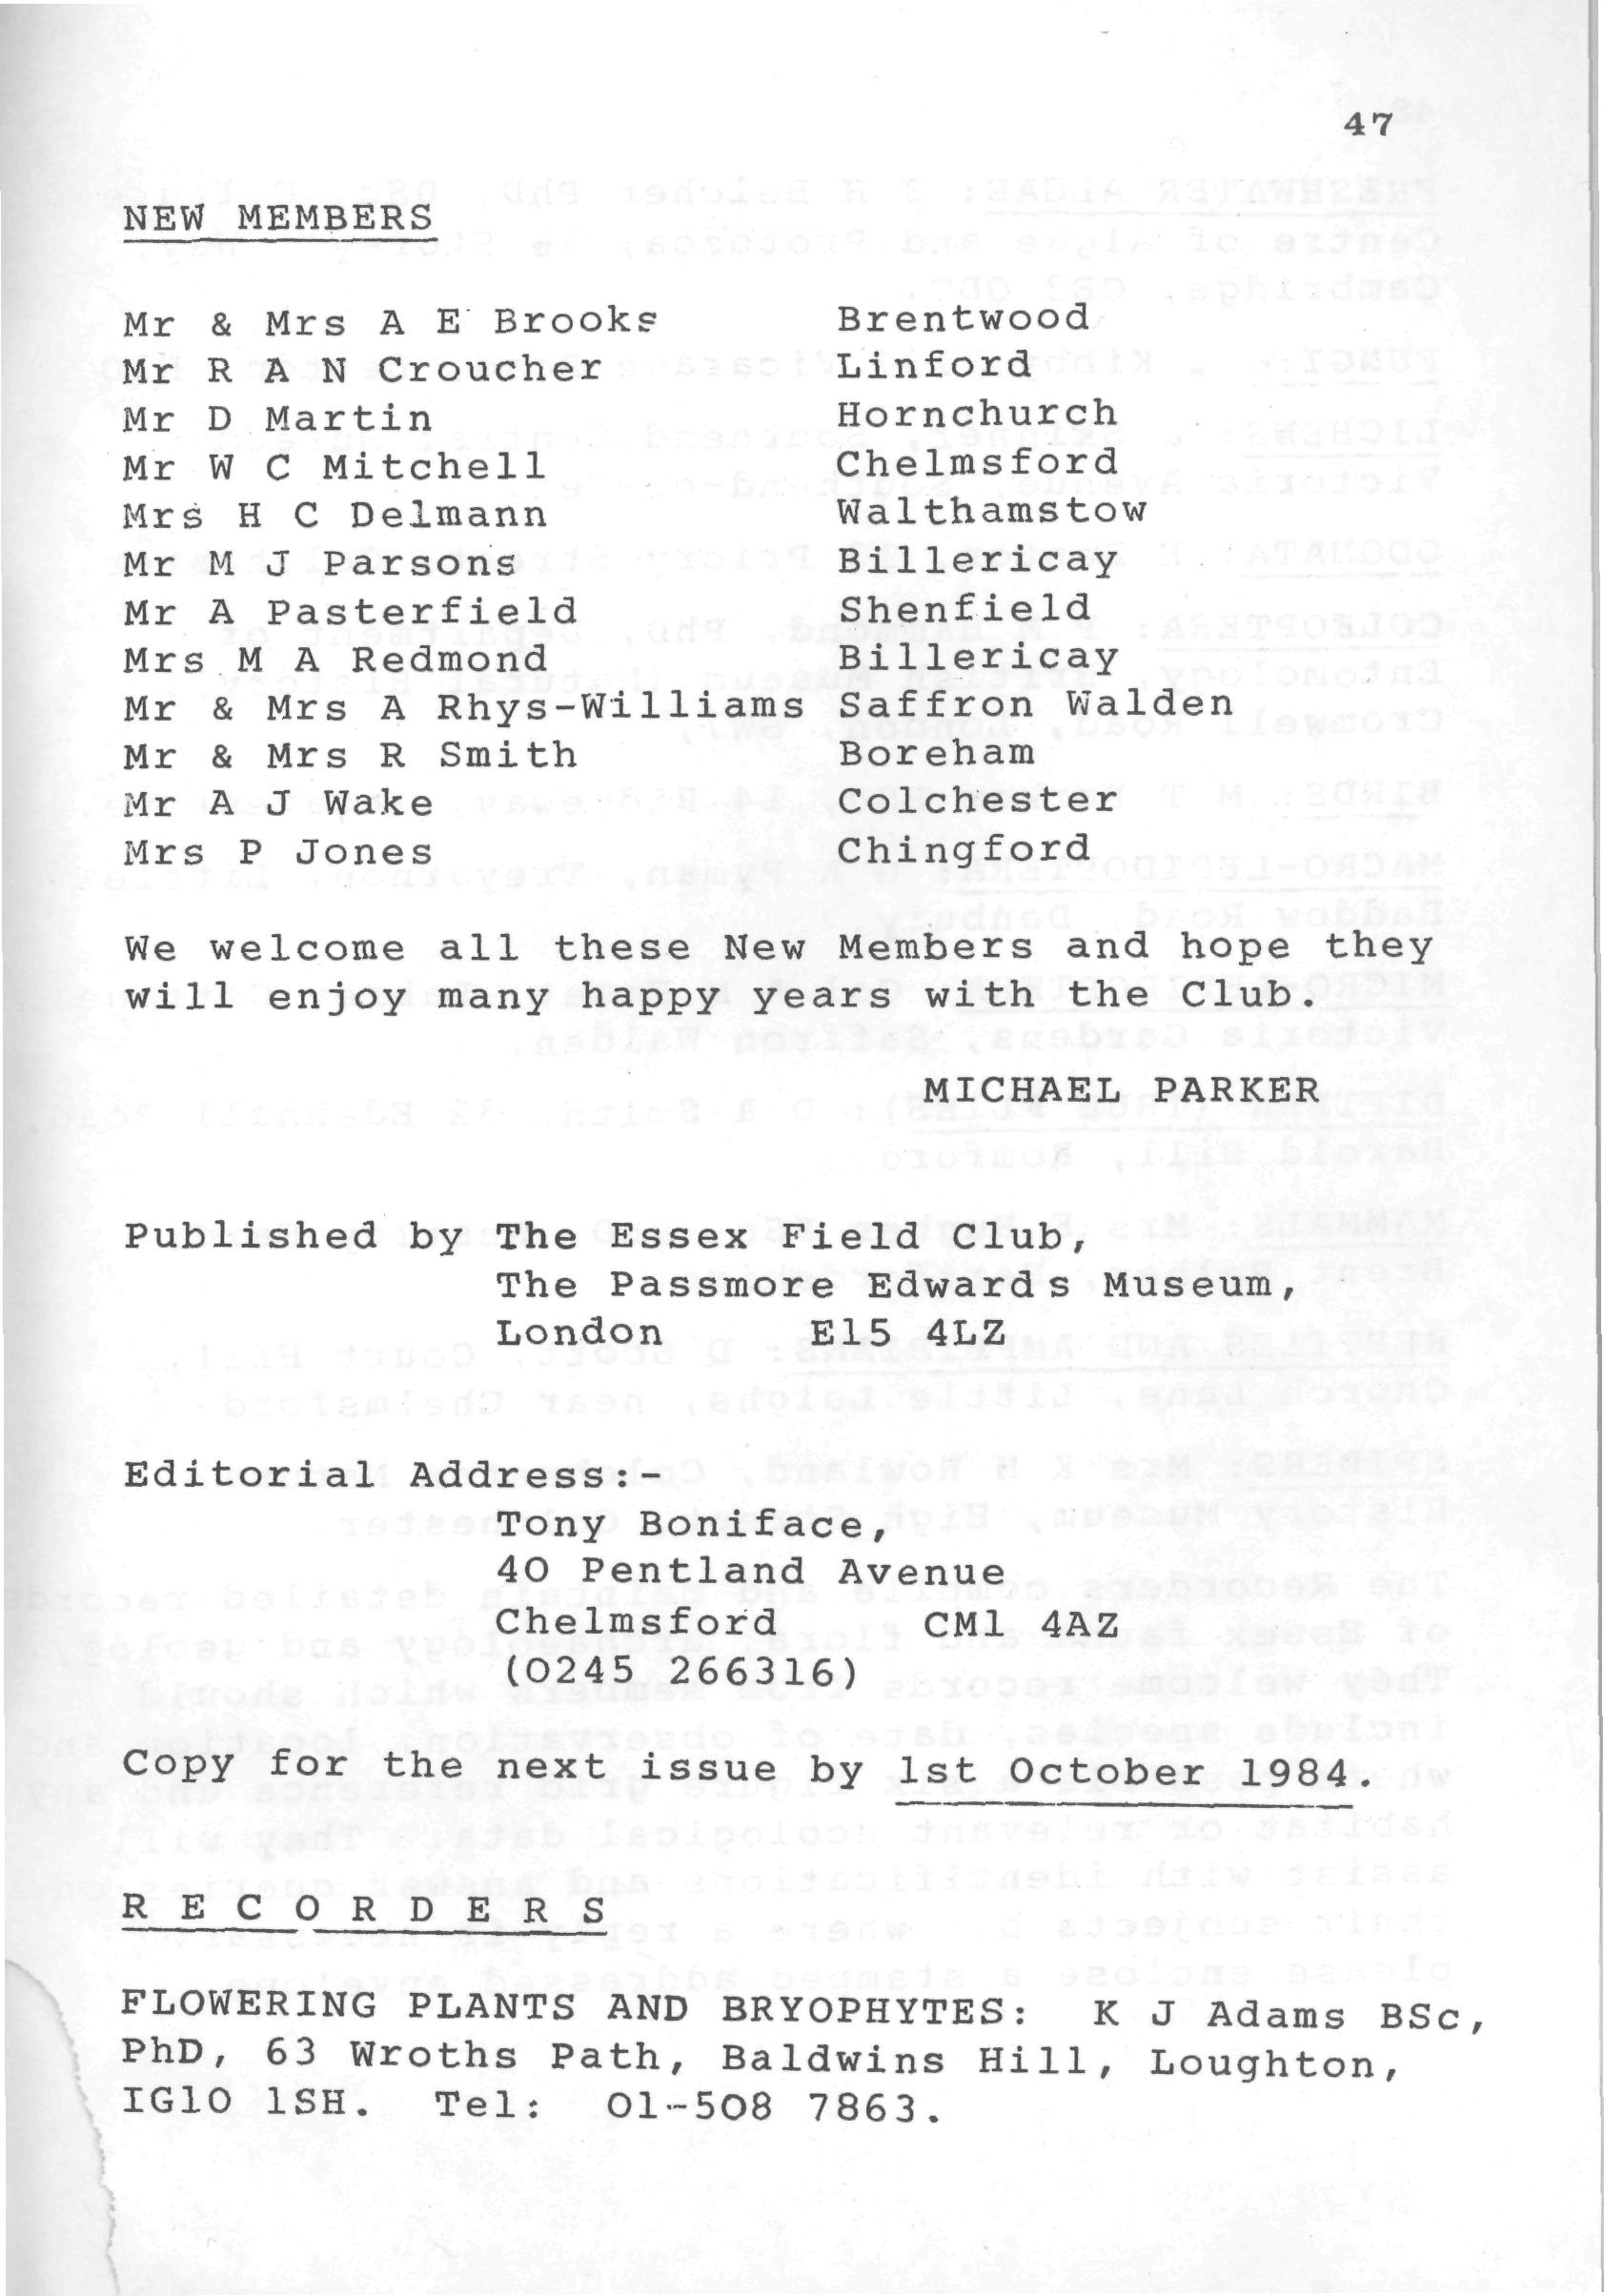 47
NEW MEMBERS
Mr & Mrs A E Brooks Brentwood
Mr R A N Croucher Linford
Mr D Martin Hornchurch
Mr W C Mitchell Chelmsford
Mrs H C Delmann Walthamstow
Mr M J Parsons Billericay
Mr A Pasterfield Shenfield
Mrs M A Redmond Billericay
Mr & Mrs A Rhys-Williams Saffron Walden
Mr & Mrs R Smith Boreham
Mr A J Wake Colchester
Mrs P Jones Chingford
We welcome all these New Members and hope they
will enjoy many happy years with the Club.
MICHAEL PARKER
Published by The Essex Field Club,
The Passmore Edwards Museum,
London E15 4LZ
Editorial Address:-
Tony Boniface,
40 Pentland Avenue
Chelmsford CM1 4AZ
(0245 266316)
Copy for the next issue by 1st October 1984.
R E C O R D E R S
FLOWERING PLANTS AND BRYOPHYTES: K J Adams BSc,
PhD, 63 Wroths Path, Baldwins Hill, Loughton,
IG10 1SH. Tel: 01-508 7863.